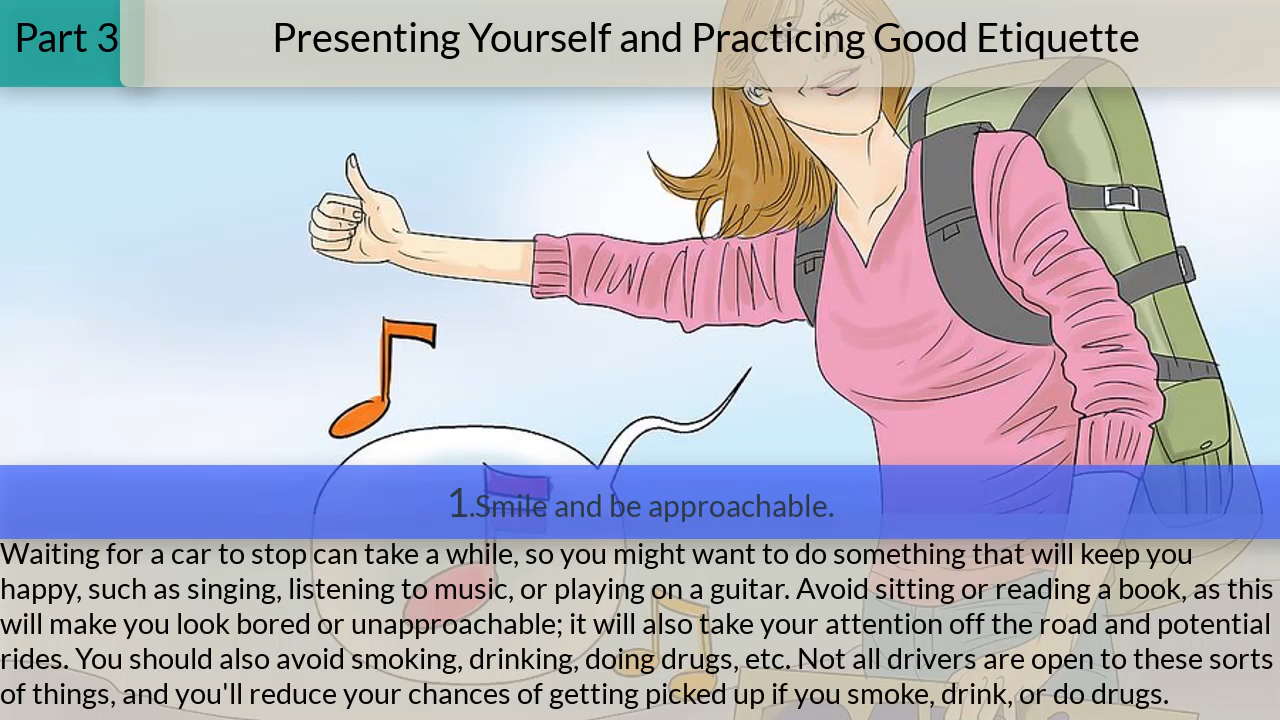 Part 3
Presenting Yourself and Practicing Good Etiquette
1.Smile and be approachable.
Waiting for a car to stop can take a while, so you might want to do something that will keep you
happy, such as singing, listening to music, or playing on a guitar. Avoid sitting or reading a book, as this
will make you look bored or unapproachable; it will also take your attention off the road and potential
rides. You should also avoid smoking, drinking, doing drugs, etc. Not all drivers are open to these sorts
of things, and you'll reduce your chances of getting picked up if you smoke, drink, or do drugs.